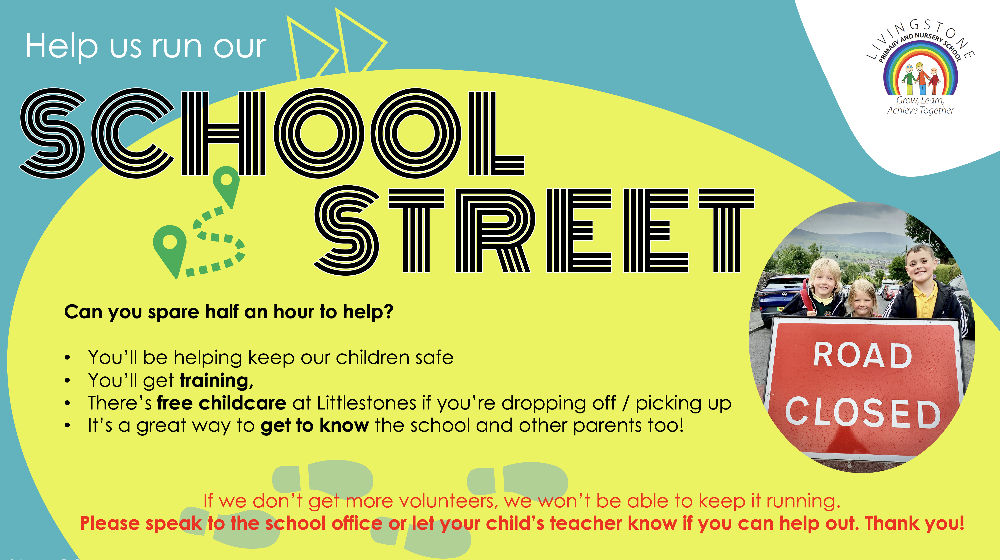 Help us run our
LIVINGSTONE
PRIMARY AND NURSERY SCHOOL
Grow, Learn,
Achieve Together
SCHOOL
STREET
Can you spare half an hour to help?
• You’ll be helping keep our children safe
• You’ll get training,
• There’s free childcare at Littlestones if you’re dropping off / picking up
• It’s a great way to get to know the school and other parents too!
ROAD
CLOSED
If we don’t get more volunteers, we won’t be able to keep it running.
Please speak to the school office or let your child’s teacher know if you can help out. Thank you!